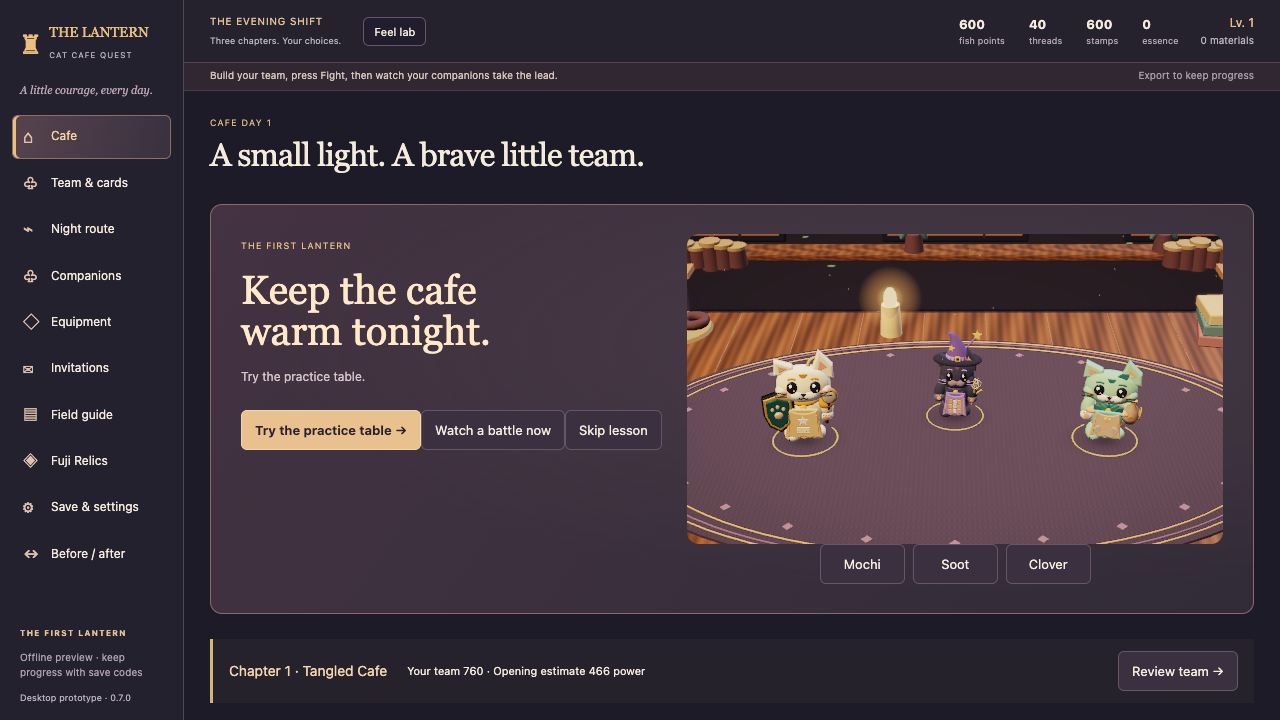 THE LANTERN
CAT CAFE QUEST
A little courage, every day.
Cafe
Team & cards
Night route
Companions
Equipment
Invitations
Field guide
Fuji Relics
Save & settings
Before / after
THE FIRST LANTERN
Offline preview · keep
progress with save codes
Desktop prototype · 0.7.0
THE EVENING SHIFT
Three chapters. Your choices.
Feel lab
600
fish points
40
threads
600
stamps
0
essence
Lv. 1
0 materials
Build your team, press Fight, then watch your companions take the lead.
Export to keep progress
CAFE DAY 1
A small light. A brave little team.
THE FIRST LANTERN
Keep the cafe
warm tonight.
Try the practice table.
Try the practice table →
Watch a battle now
Skip lesson
Mochi
Soot
Clover
Chapter 1 · Tangled Cafe
Your team 760 · Opening estimate 466 power
Review team →